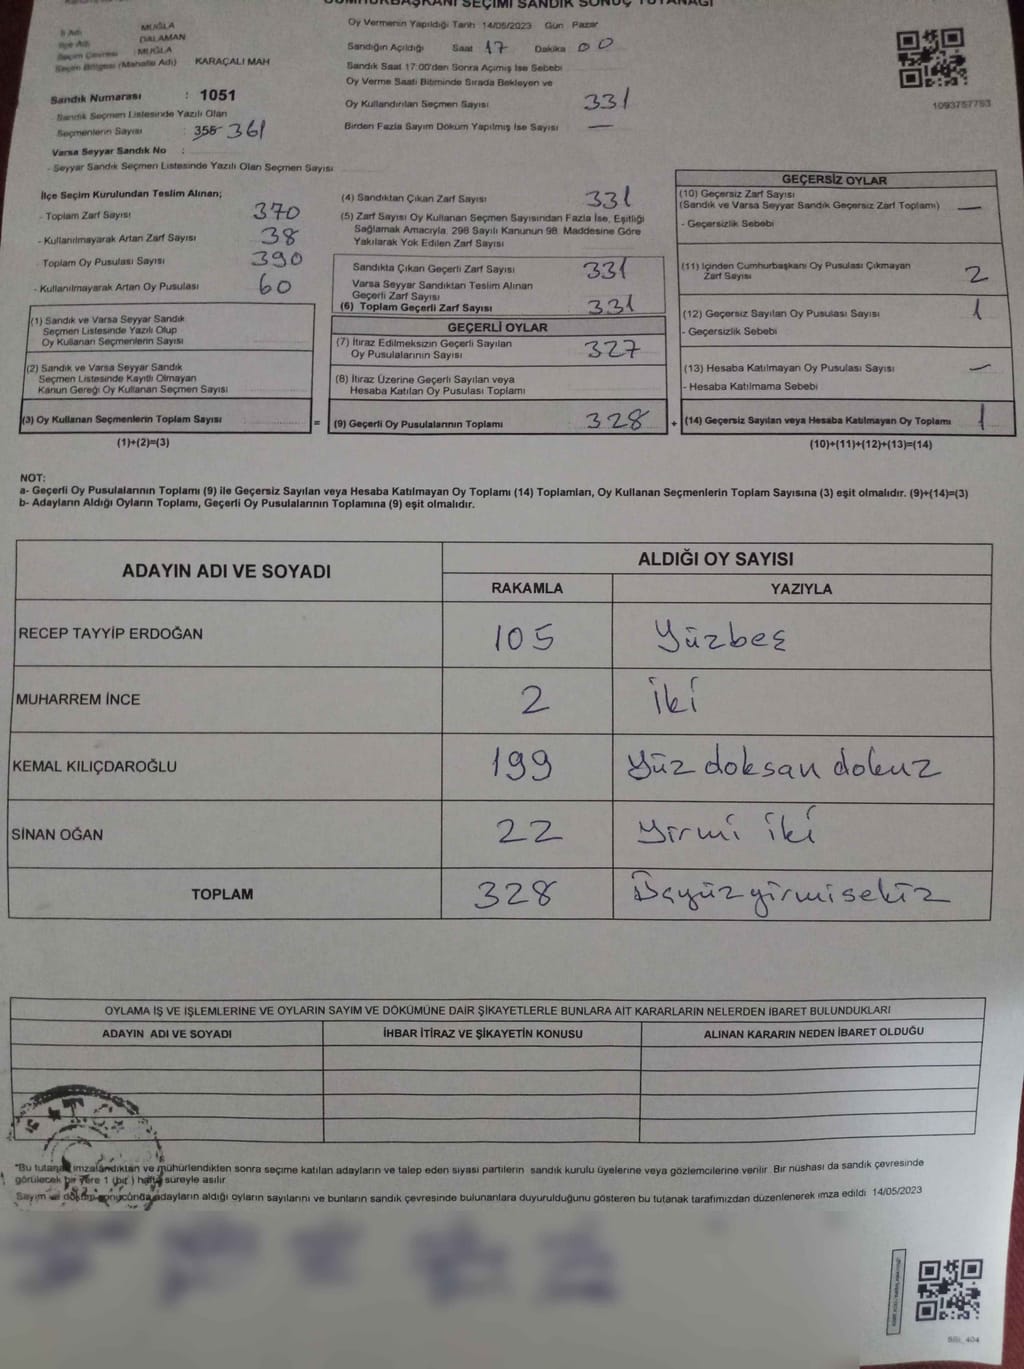 CUMHURBAŞKANI SEÇİMİ SANDIK SONUÇ TUTANAĞI
İl Adı : MUĞLA
İlçe Adı : DALAMAN
Seçim Çevresi : MUĞLA
Seçim Bölgesi (Mahalle Adı) KARAÇALI MAH
Sandık Numarası : 1051
Sandık Seçmen Listesinde Yazılı Olan
Seçmenlerin Sayısı : 355 361
Varsa Seyyar Sandık No :
- Seyyar Sandık Seçmen Listesinde Yazılı Olan Seçmen Sayısı
Oy Vermenin Yapıldığı Tarih 14/05/2023 Gün Pazar
Sandığın Açıldığı Saat 17 Dakika 00
Sandık Saat 17:00'den Sonra Açımış İse Sebebi
Oy Verme Saati Bitiminde Sırada Bekleyen ve
Oy Kullandırılan Seçmen Sayısı 331
Birden Fazla Sayım Döküm Yapılmış İse Sayısı —
1093757753
İlçe Seçim Kurulundan Teslim Alınan;
- Toplam Zarf Sayısı 370
- Kullanılmayarak Artan Zarf Sayısı 38
- Toplam Oy Pusulası Sayısı 390
- Kullanılmayarak Artan Oy Pusulası 60
(1) Sandık ve Varsa Seyyar Sandık
Seçmen Listesinde Yazılı Olup
Oy Kullanan Seçmenlerin Sayısı
(2) Sandık ve Varsa Seyyar Sandık
Seçmen Listesinde Kayıtlı Olmayan
Kanun Gereği Oy Kullanan Seçmen Sayısı
(3) Oy Kullanan Seçmenlerin Toplam Sayısı =
(1)+(2)=(3)
(4) Sandıktan Çıkan Zarf Sayısı 331
(5) Zarf Sayısı Oy Kullanan Seçmen Sayısından Fazla İse, Eşitliği
Sağlamak Amacıyla 298 Sayılı Kanunun 98. Maddesine Göre
Yakılarak Yok Edilen Zarf Sayısı
Sandıkta Çıkan Geçerli Zarf Sayısı 331
Varsa Seyyar Sandıktan Teslim Alınan
Geçerli Zarf Sayısı
(6) Toplam Geçerli Zarf Sayısı 331
GEÇERLİ OYLAR
(7) İtiraz Edilmeksizin Geçerli Sayılan
Oy Pusulalarının Sayısı 327
(8) İtiraz Üzerine Geçerli Sayılan veya
Hesaba Katılan Oy Pusulası Toplamı
(9) Geçerli Oy Pusulalarının Toplamı 328 +
GEÇERSİZ OYLAR
(10) Geçersiz Zarf Sayısı
(Sandık ve Varsa Seyyar Sandık Geçersiz Zarf Toplamı) —
- Geçersizlik Sebebi
(11) İçinden Cumhurbaşkanı Oy Pusulası Çıkmayan
Zarf Sayısı 2
(12) Geçersiz Sayılan Oy Pusulası Sayısı 1
- Geçersizlik Sebebi
(13) Hesaba Katılmayan Oy Pusulası Sayısı —
- Hesaba Katılmama Sebebi
(14) Geçersiz Sayılan veya Hesaba Katılmayan Oy Toplamı 1
(10)+(11)+(12)+(13)=(14)
NOT:
a- Geçerli Oy Pusulalarının Toplamı (9) ile Geçersiz Sayılan veya Hesaba Katılmayan Oy Toplamı (14) Toplamları, Oy Kullanan Seçmenlerin Toplam Sayısına (3) eşit olmalıdır. (9)+(14)=(3)
b- Adayların Aldığı Oyların Toplamı, Geçerli Oy Pusulalarının Toplamına (9) eşit olmalıdır.
ADAYIN ADI VE SOYADI ALDIĞI OY SAYISI
RAKAMLA YAZIYLA
RECEP TAYYİP ERDOĞAN 105 Yüzbeş
MUHARREM İNCE 2 iki
KEMAL KILIÇDAROĞLU 199 Yüz doksan dokuz
SİNAN OĞAN 22 Yirmi iki
TOPLAM 328 Üçyüzyirmisekiz
OYLAMA İŞ VE İŞLEMLERİNE VE OYLARIN SAYIM VE DÖKÜMÜNE DAİR ŞİKAYETLERLE BUNLARA AİT KARARLARIN NELERDEN İBARET BULUNDUKLARI
ADAYIN ADI VE SOYADI İHBAR İTİRAZ VE ŞİKAYETİN KONUSU ALINAN KARARIN NEDEN İBARET OLDUĞU
"Bu tutanak imzalandıktan ve mühürlendikten sonra seçime katılan adayların ve talep eden siyasi partilerin sandık kurulu üyelerine veya gözlemcilerine verilir Bir nüshası da sandık çevresinde
görülecek bir yere 1 (bir) hafta süreyle asılır
Sayım ve döküm sonucunda adayların aldığı oyların sayılarını ve bunların sandık çevresinde bulunanlara duyurulduğunu gösteren bu tutanak tarafımızdan düzenlenerek imza edildi 14/05/2023